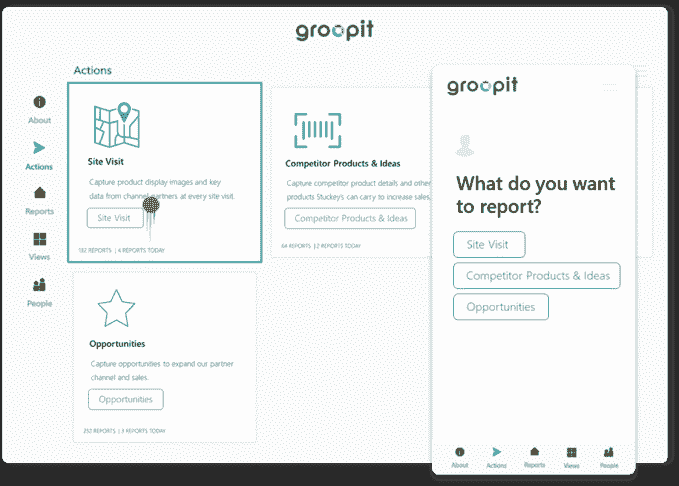 groopit
Actions
About
Actions
Reports
Views
People
Site Visit
Capture product display images and key
data from channel partners at every site visit.
Site Visit
182 REPORTS | 4 REPORTS TODAY
Competitor Products & Ideas
Capture competitor product details and other
products Stuckey's can carry to increase sales.
Competitor Products & Ideas
64 REPORTS | 2 REPORTS TODAY
Opportunities
Capture opportunities to expand our partner
channel and sales.
Opportunities
252 REPORTS | 3 REPORTS TODAY
groopit
What do you want
to report?
Site Visit
Competitor Products & Ideas
Opportunities
About
Actions
Reports
Views
People